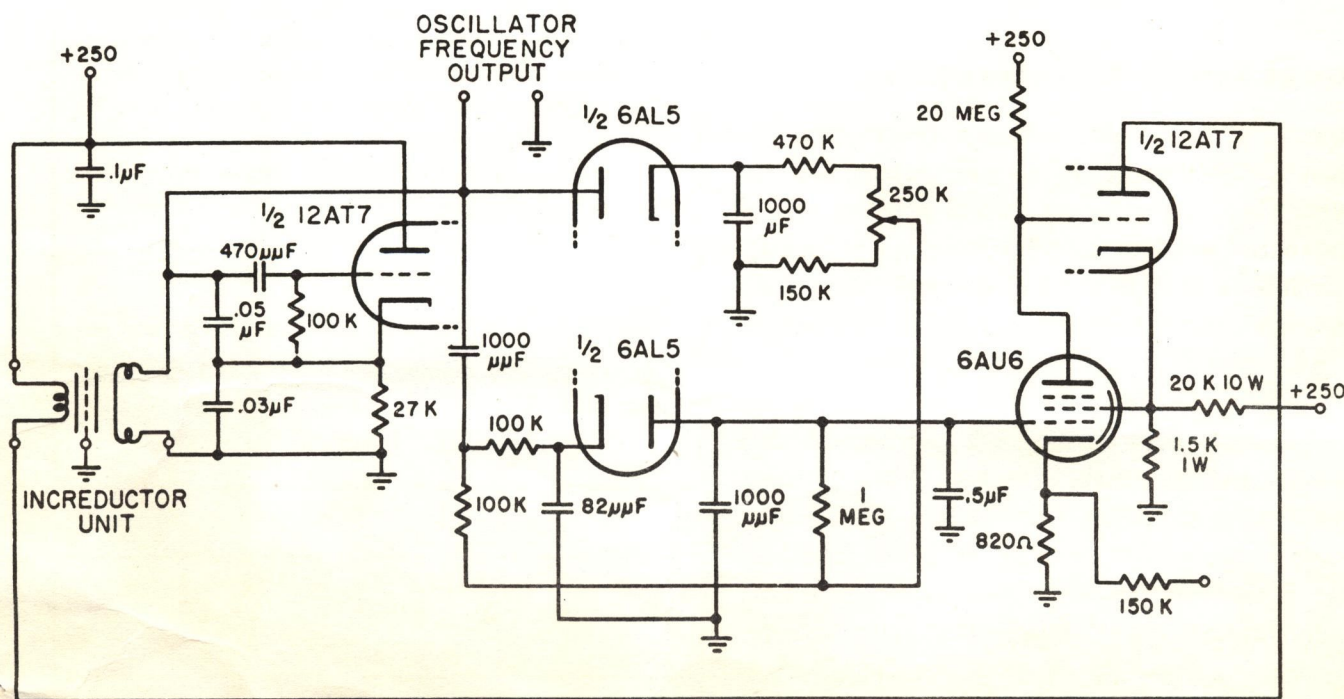 OSCILLATOR
FREQUENCY
OUTPUT
+250
+250
½ 6AL5
20 MEG
470 K
½ 12AT7
.1µF
½ 12AT7
250 K
1000
µF
470µµF
150 K
.05
µF
100 K
1000
µµF
½ 6AL5
6AU6
20 K 10 W
+250
.03µF
27 K
100 K
1.5 K
1 W
INCREDUCTOR
UNIT
100K
82µµF
1000
µµF
1
MEG
.5µF
820Ω
150 K